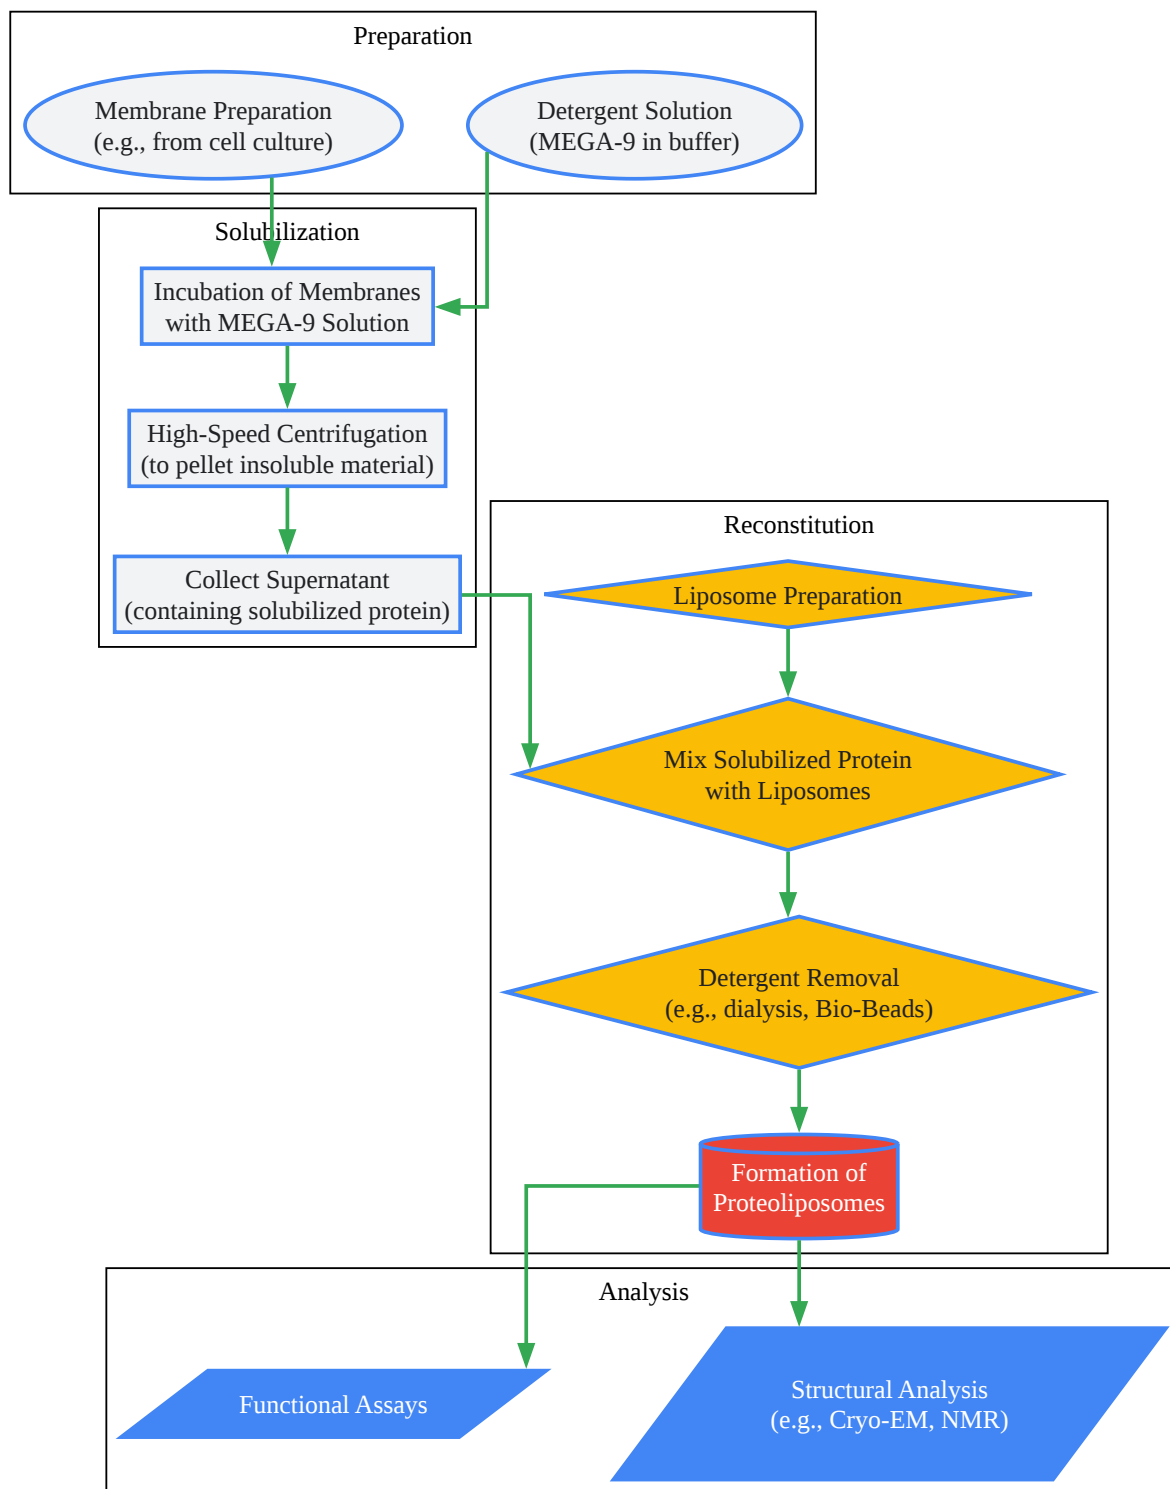 Preparation
Membrane Preparation
(e.g., from cell culture)
Detergent Solution
(MEGA-9 in buffer)
Solubilization
Incubation of Membranes
with MEGA-9 Solution
High-Speed Centrifugation
(to pellet insoluble material)
Collect Supernatant
(containing solubilized protein)
Reconstitution
Liposome Preparation
Mix Solubilized Protein
with Liposomes
Detergent Removal
(e.g., dialysis, Bio-Beads)
Formation of
Proteoliposomes
Analysis
Functional Assays
Structural Analysis
(e.g., Cryo-EM, NMR)